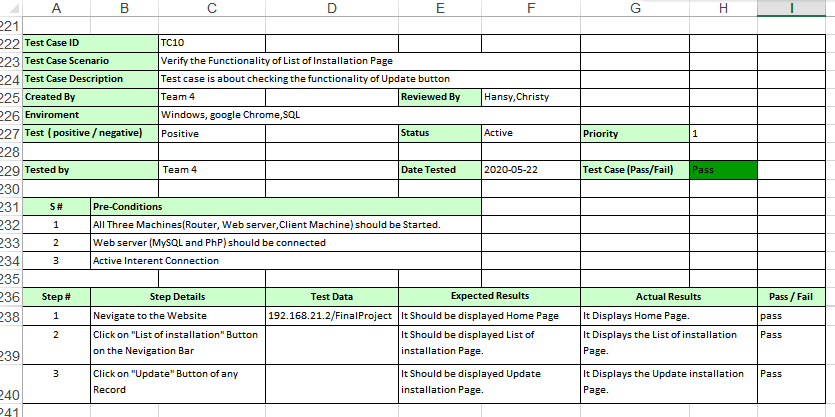 A B C D E F G H I
221
222 Test Case ID TC10
223 Test Case Scenario Verify the Functionality of List of Installation Page
224 Test Case Description Test case is about checking the functionality of Update button
225 Created By Team 4 Reviewed By Hansy,Christy
226 Enviroment Windows, google Chrome,SQL
227 Test ( positive / negative) Positive Status Active Priority 1
228
229 Tested by Team 4 Date Tested 2020-05-22 Test Case (Pass/Fail) Pass
230
231 S # Pre-Conditions
232 1 All Three Machines(Router, Web server,Client Machine) should be Started.
233 2 Web server (MySQL and PhP) should be connected
234 3 Active Interent Connection
235
236 Step # Step Details Test Data Expected Results Actual Results Pass / Fail
238 1 Nevigate to the Website 192.168.21.2/FinalProject It Should be displayed Home Page It Displays Home Page. pass
2 Click on "List of installation" Button It Should be displayed List of It Displays the List of installation Pass
239 on the Nevigation Bar installation Page. Page.
3 Click on "Update" Button of any It Should be displayed Update It Displays the Update installation Pass
240 Record installation Page. Page.
241